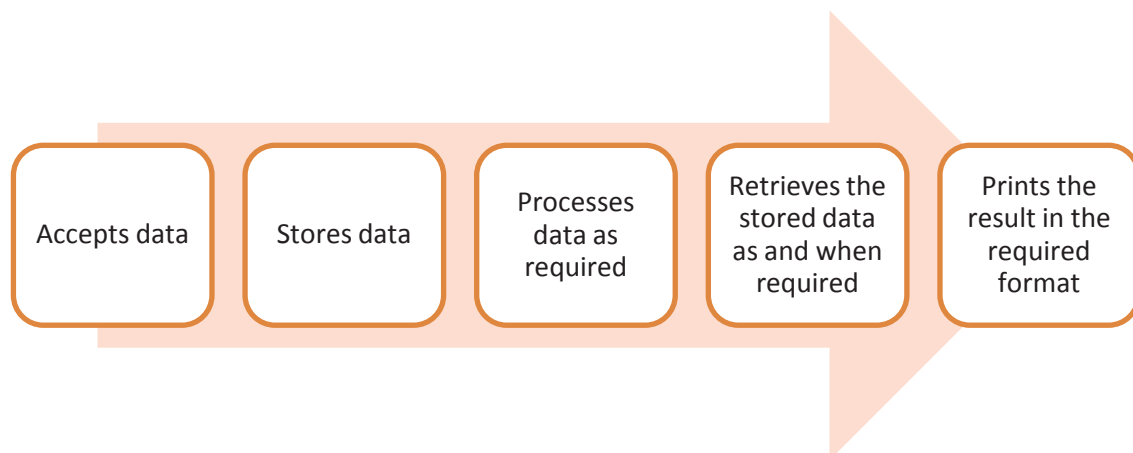 Accepts data
Stores data
Processes
data as
required
Retrieves the
stored data
as and when
required
Prints the
result in the
required
format